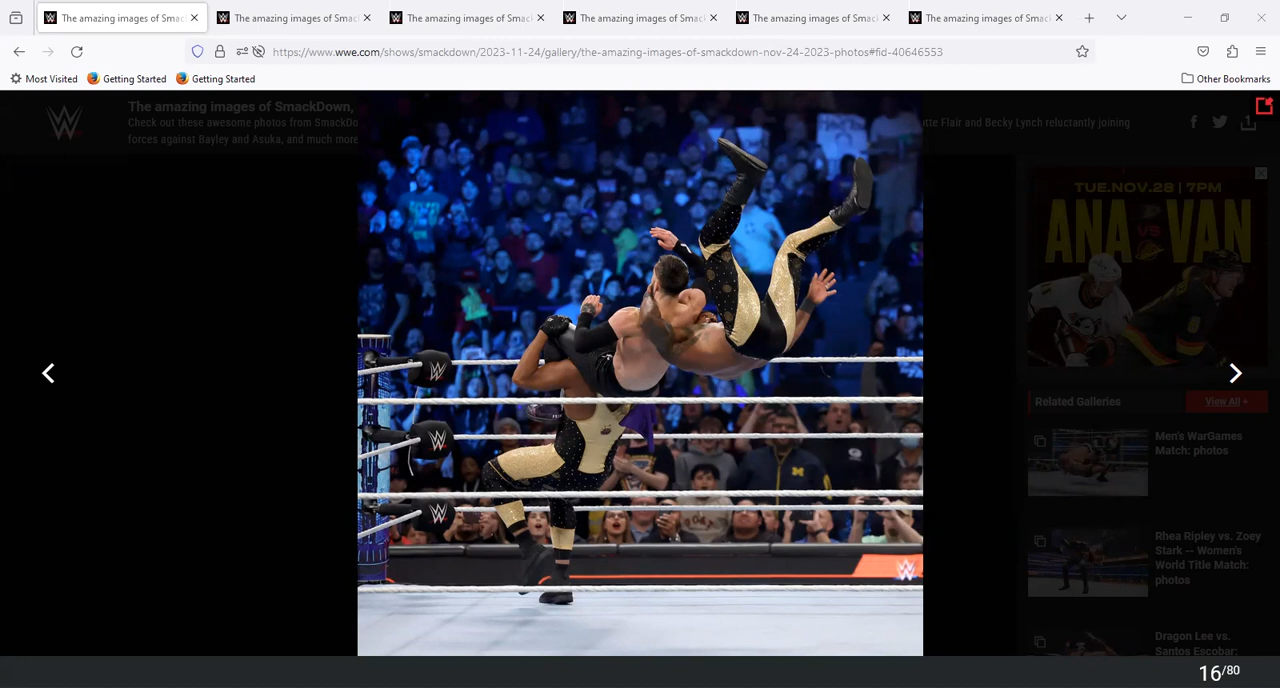 The amazing images of Smac
The amazing images of Smac
The amazing images of Smac
The amazing images of Smac
The amazing images of Smac
The amazing images of Smac
https://www.wwe.com/shows/smackdown/2023-11-24/gallery/the-amazing-images-of-smackdown-nov-24-2023-photos#fid-40646553
Most Visited
Getting Started
Getting Started
Other Bookmarks
W
The amazing images of SmackDown,
Check out these awesome photos from SmackDo
tte Flair and Becky Lynch reluctantly joining
forces against Bayley and Asuka, and much more
TUE.NOV.28 | 7PM
ANA VS VAN
Related Galleries
View All +
Men's WarGames
Match: photos
Rhea Ripley vs. Zoey
Stark -- Women's
World Title Match:
photos
Dragon Lee vs.
Santos Escobar:
W
W
W
M
W
16/80